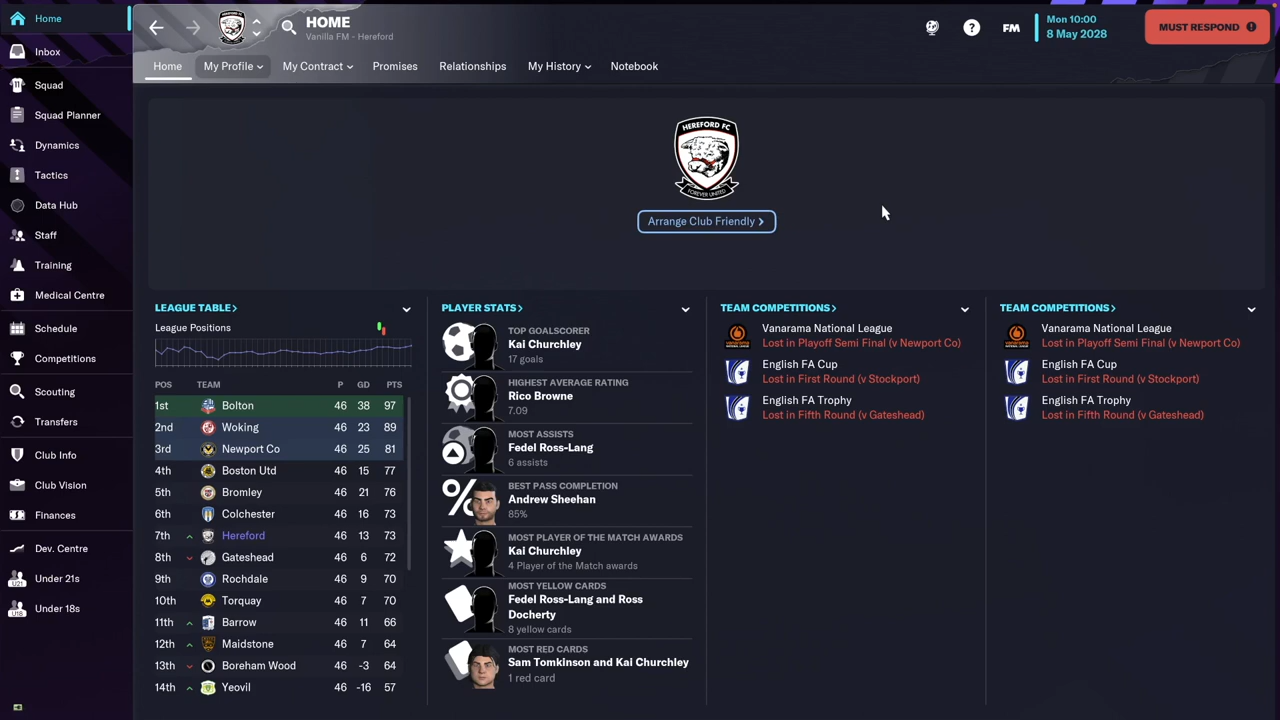 Home
Inbox
Squad
Squad Planner
Dynamics
Tactics
Data Hub
Staff
Training
Medical Centre
Schedule
Competitions
Scouting
Transfers
Club Info
Club Vision
Finances
Dev. Centre
U21 Under 21s
U18 Under 18s
HOME
Vanilla FM - Hereford
? FM
Mon 10:00
8 May 2028
MUST RESPOND
Home My Profile My Contract Promises Relationships My History Notebook
HEREFORD FC
FOREVER UNITED
Arrange Club Friendly >
LEAGUE TABLE>
League Positions
POS TEAM P GD PTS
1st Bolton 46 38 97
2nd Woking 46 23 89
3rd Newport Co 46 25 81
4th Boston Utd 46 15 77
5th Bromley 46 21 76
6th Colchester 46 16 73
7th Hereford 46 13 73
8th Gateshead 46 6 72
9th Rochdale 46 9 70
10th Torquay 46 7 70
11th Barrow 46 11 66
12th Maidstone 46 7 64
13th Boreham Wood 46 -3 64
14th Yeovil 46 -16 57
PLAYER STATS>
TOP GOALSCORER
Kai Churchley
17 goals
HIGHEST AVERAGE RATING
Rico Browne
7.09
MOST ASSISTS
Fedel Ross-Lang
6 assists
BEST PASS COMPLETION
Andrew Sheehan
85%
MOST PLAYER OF THE MATCH AWARDS
Kai Churchley
4 Player of the Match awards
MOST YELLOW CARDS
Fedel Ross-Lang and Ross
Docherty
8 yellow cards
MOST RED CARDS
Sam Tomkinson and Kai Churchley
1 red card
TEAM COMPETITIONS>
Vanarama National League
Lost in Playoff Semi Final (v Newport Co)
English FA Cup
Lost in First Round (v Stockport)
English FA Trophy
Lost in Fifth Round (v Gateshead)
TEAM COMPETITIONS>
Vanarama National League
Lost in Playoff Semi Final (v Newport Co)
English FA Cup
Lost in First Round (v Stockport)
English FA Trophy
Lost in Fifth Round (v Gateshead)